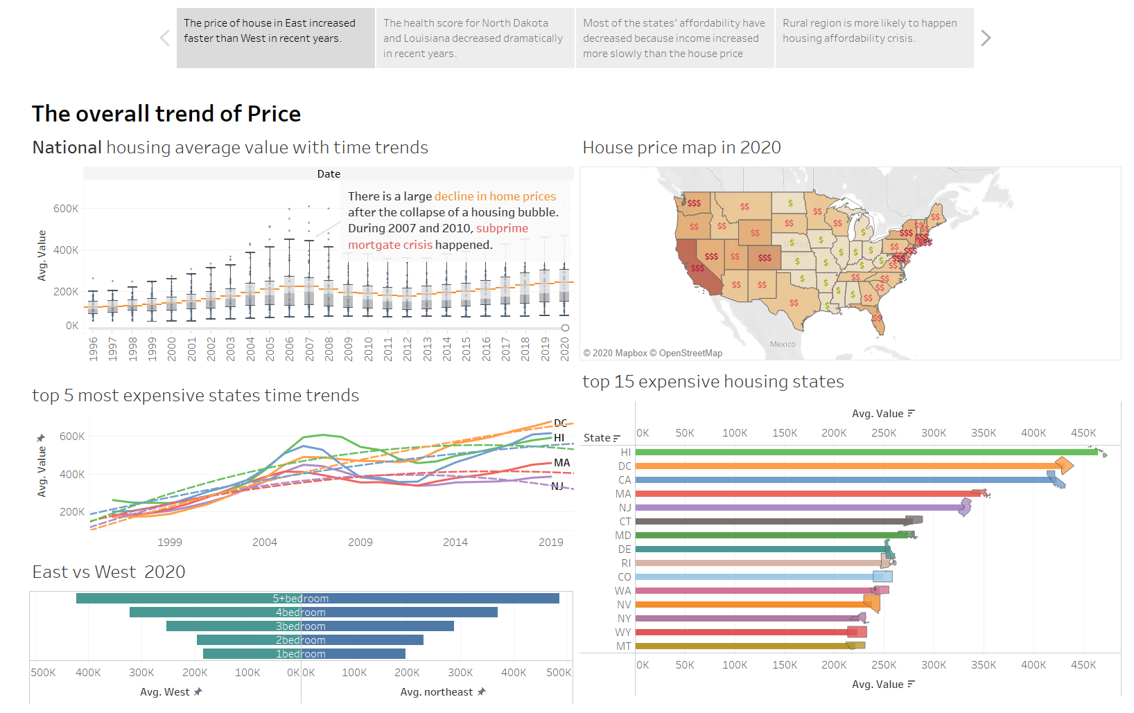 The price of house in East increased
faster than West in recent years.
The health score for North Dakota
and Louisiana decreased dramatically
in recent years.
Most of the states' affordability have
decreased because income increased
more slowly than the house price
Rural region is more likely to happen
housing affordability crisis.
The overall trend of Price
National housing average value with time trends
Date
There is a large decline in home prices
after the collapse of a housing bubble.
During 2007 and 2010, subprime
mortgate crisis happened.
Avg. Value
600K
400K
200K
0K
1996 1997 1998 1999 2000 2001 2002 2003 2004 2005 2006 2007 2008 2009 2010 2011 2012 2013 2014 2015 2016 2017 2018 2019 2020
House price map in 2020
$$$ $$ $ $$ $$ $ $$ $$$
$$ $$ $$ $ $ $$ $$$
$$$ $$$ $$ $$$ $ $ $ $ $ $$$
$$ $$ $ $ $$ $$
$$ $ $ $ $$ $$
Mexico
© 2020 Mapbox © OpenStreetMap
top 5 most expensive states time trends
Avg. Value
600K
400K
200K
DC
HI
MA
NJ
1999 2004 2009 2014 2019
top 15 expensive housing states
Avg. Value
State
0K 50K 100K 150K 200K 250K 300K 350K 400K 450K
HI
DC
CA
MA
NJ
CT
MD
DE
RI
CO
WA
NV
NY
WY
MT
0K 50K 100K 150K 200K 250K 300K 350K 400K 450K
Avg. Value
East vs West 2020
5+bedroom
4bedroom
3bedroom
2bedroom
1bedroom
500K 400K 300K 200K 100K 0K 0K 100K 200K 300K 400K 500K
Avg. West
Avg. northeast